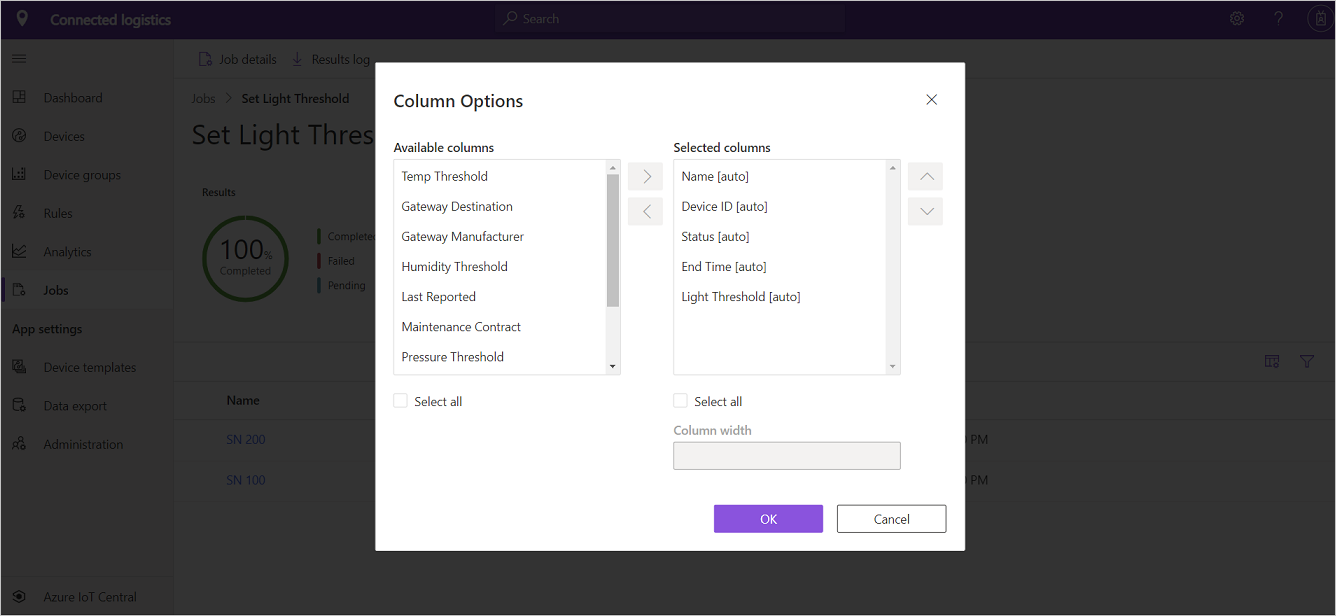 Connected logistics
Search
?
Job details
Results log
Dashboard
Devices
Device groups
Rules
Analytics
Jobs
App settings
Device templates
Data export
Administration
Azure IoT Central
Jobs > Set Light Threshold
Set Light Thres
Results
100%
Completed
Complete
Failed
Pending
Name
SN 200
PM
SN 100
PM
Column Options
Available columns
Temp Threshold
Gateway Destination
Gateway Manufacturer
Humidity Threshold
Last Reported
Maintenance Contract
Pressure Threshold
Select all
Selected columns
Name [auto]
Device ID [auto]
Status [auto]
End Time [auto]
Light Threshold [auto]
Select all
Column width
OK
Cancel